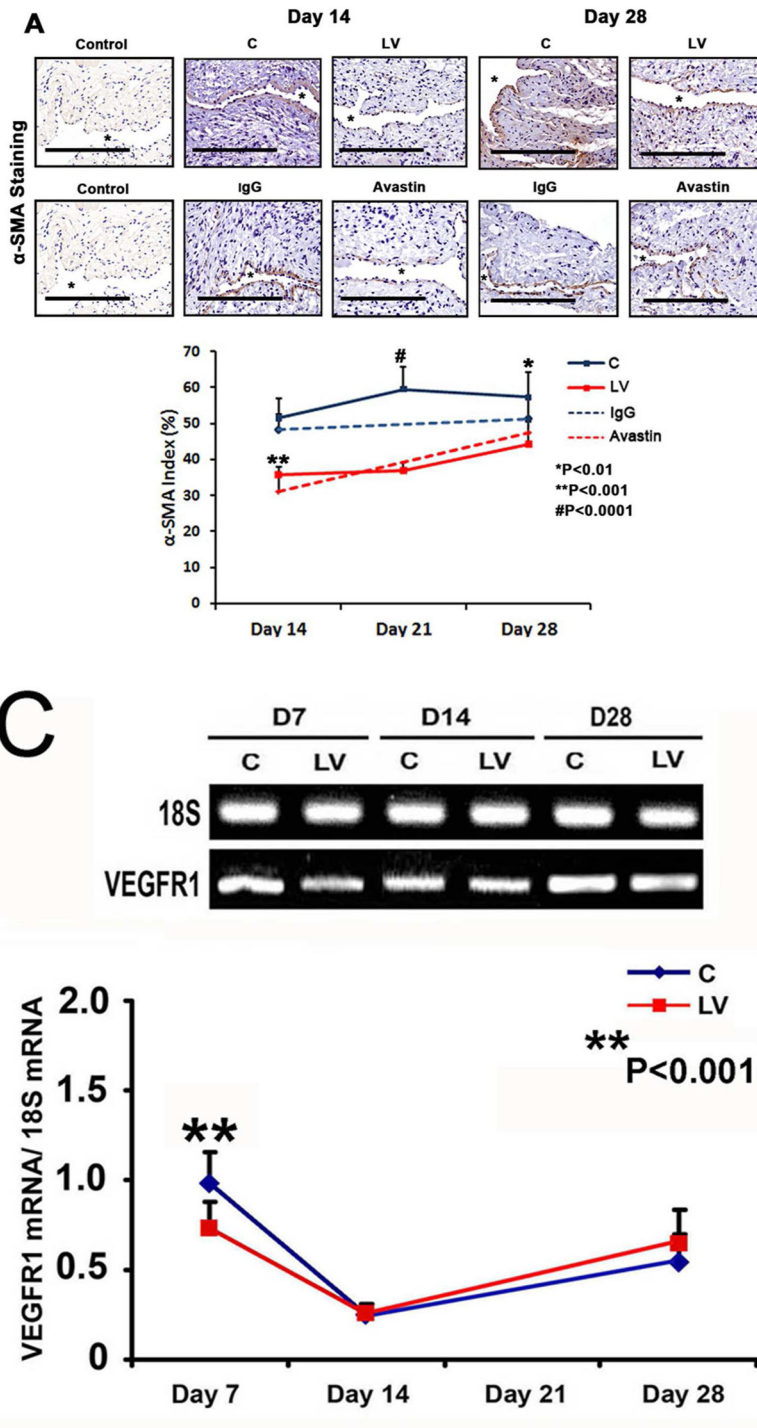 A
Day 14 Day 28
Control C LV C LV
* * * * *
α-SMA Staining
Control IgG Avastin IgG Avastin
* * * * *
70
60
50
40
30
20
10
0
α-SMA Index (%)
# *
**
C
LV
IgG
Avastin
*P<0.01
**P<0.001
#P<0.0001
Day 14 Day 21 Day 28
C
D7 D14 D28
C LV C LV C LV
18S
VEGFR1
C
LV
**
P<0.001
VEGFR1 mRNA/ 18S mRNA
2.0
1.5
1.0
0.5
0
**
Day 7 Day 14 Day 21 Day 28